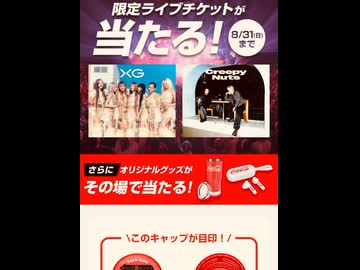 限定ライブチケットが
当たる!
8/31(日)
まで
XG
Creepy
Nuts
さらに
オリジナルグッズが
その場で当たる!
\このキャップが目印!/